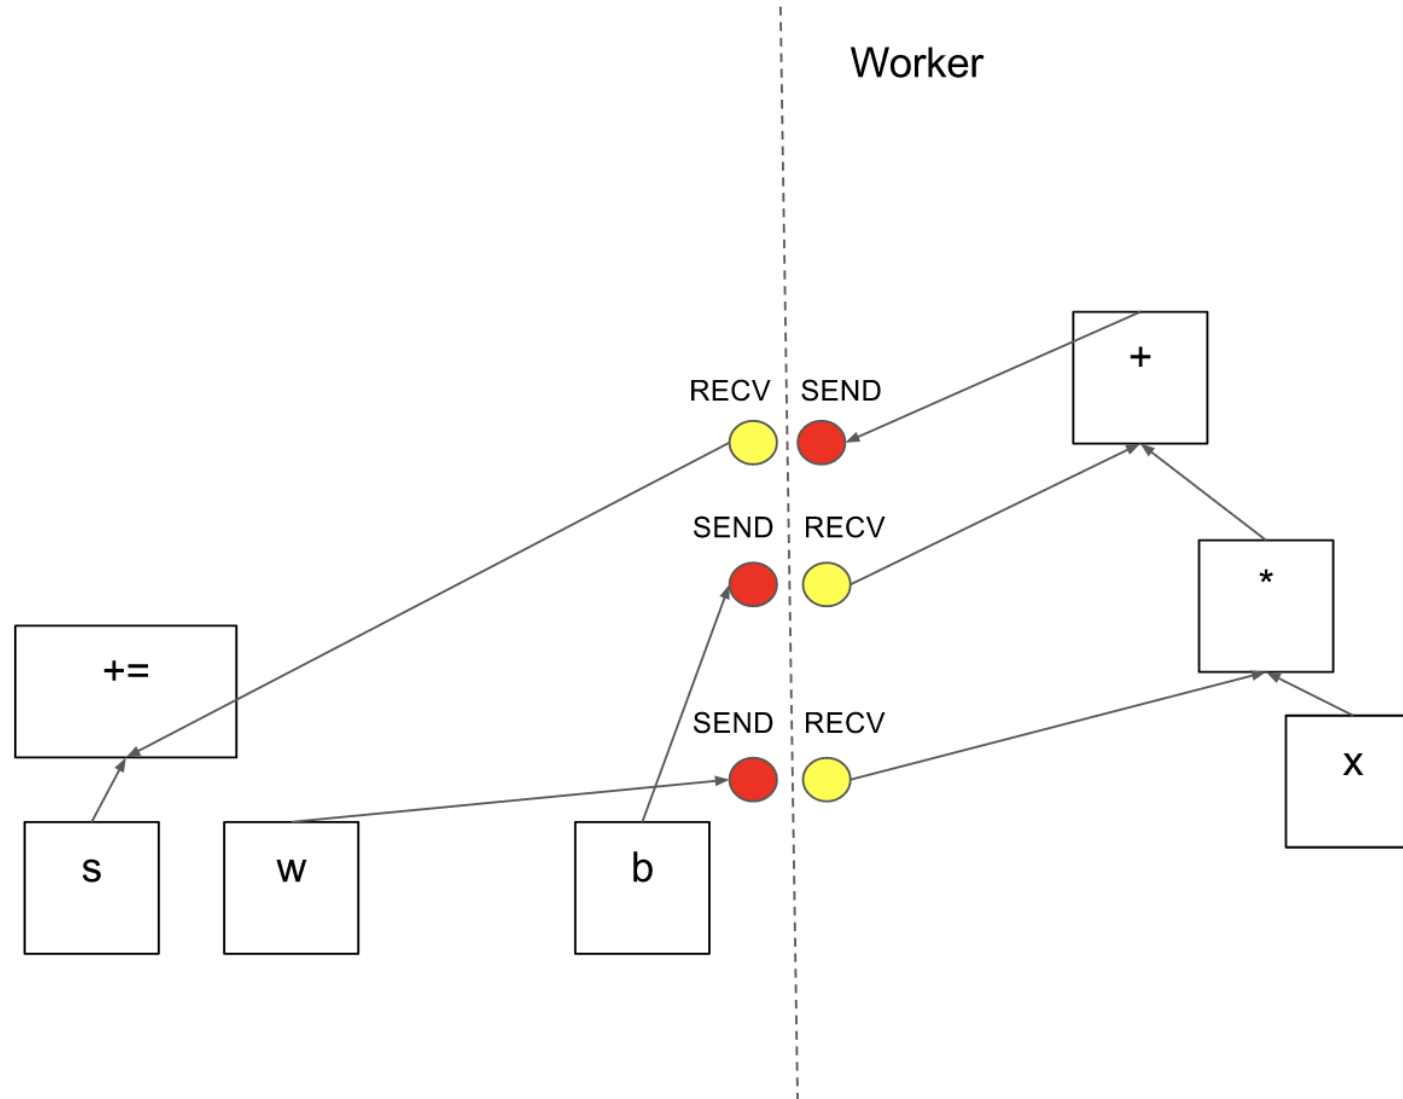 Worker
+
RECV SEND
SEND RECV
*
+=
SEND RECV
x
s w b